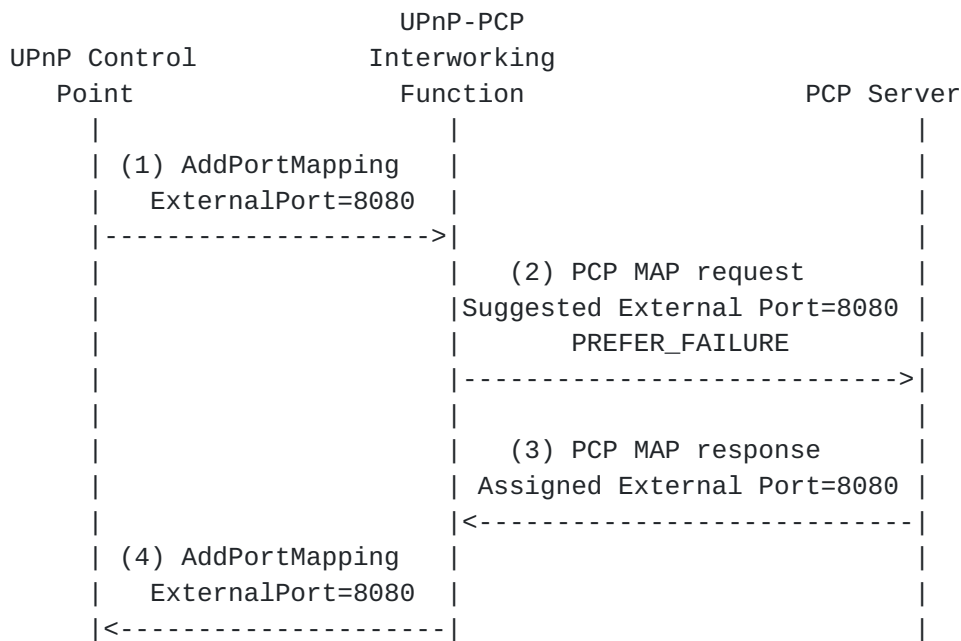 UPnP-PCP
UPnP Control         Interworking
   Point               Function               PCP Server
     |                    |                        |
     | (1) AddPortMapping  |                        |
     |   ExternalPort=8080  |                        |
     |--------------------->|                        |
     |                    |   (2) PCP MAP request      |
     |                    |Suggested External Port=8080 |
     |                    |       PREFER_FAILURE       |
     |                    |---------------------------->|
     |                    |                        |
     |                    |   (3) PCP MAP response     |
     |                    | Assigned External Port=8080 |
     |                    |<----------------------------|
     | (4) AddPortMapping  |                        |
     |   ExternalPort=8080  |                        |
     |<---------------------|                        |